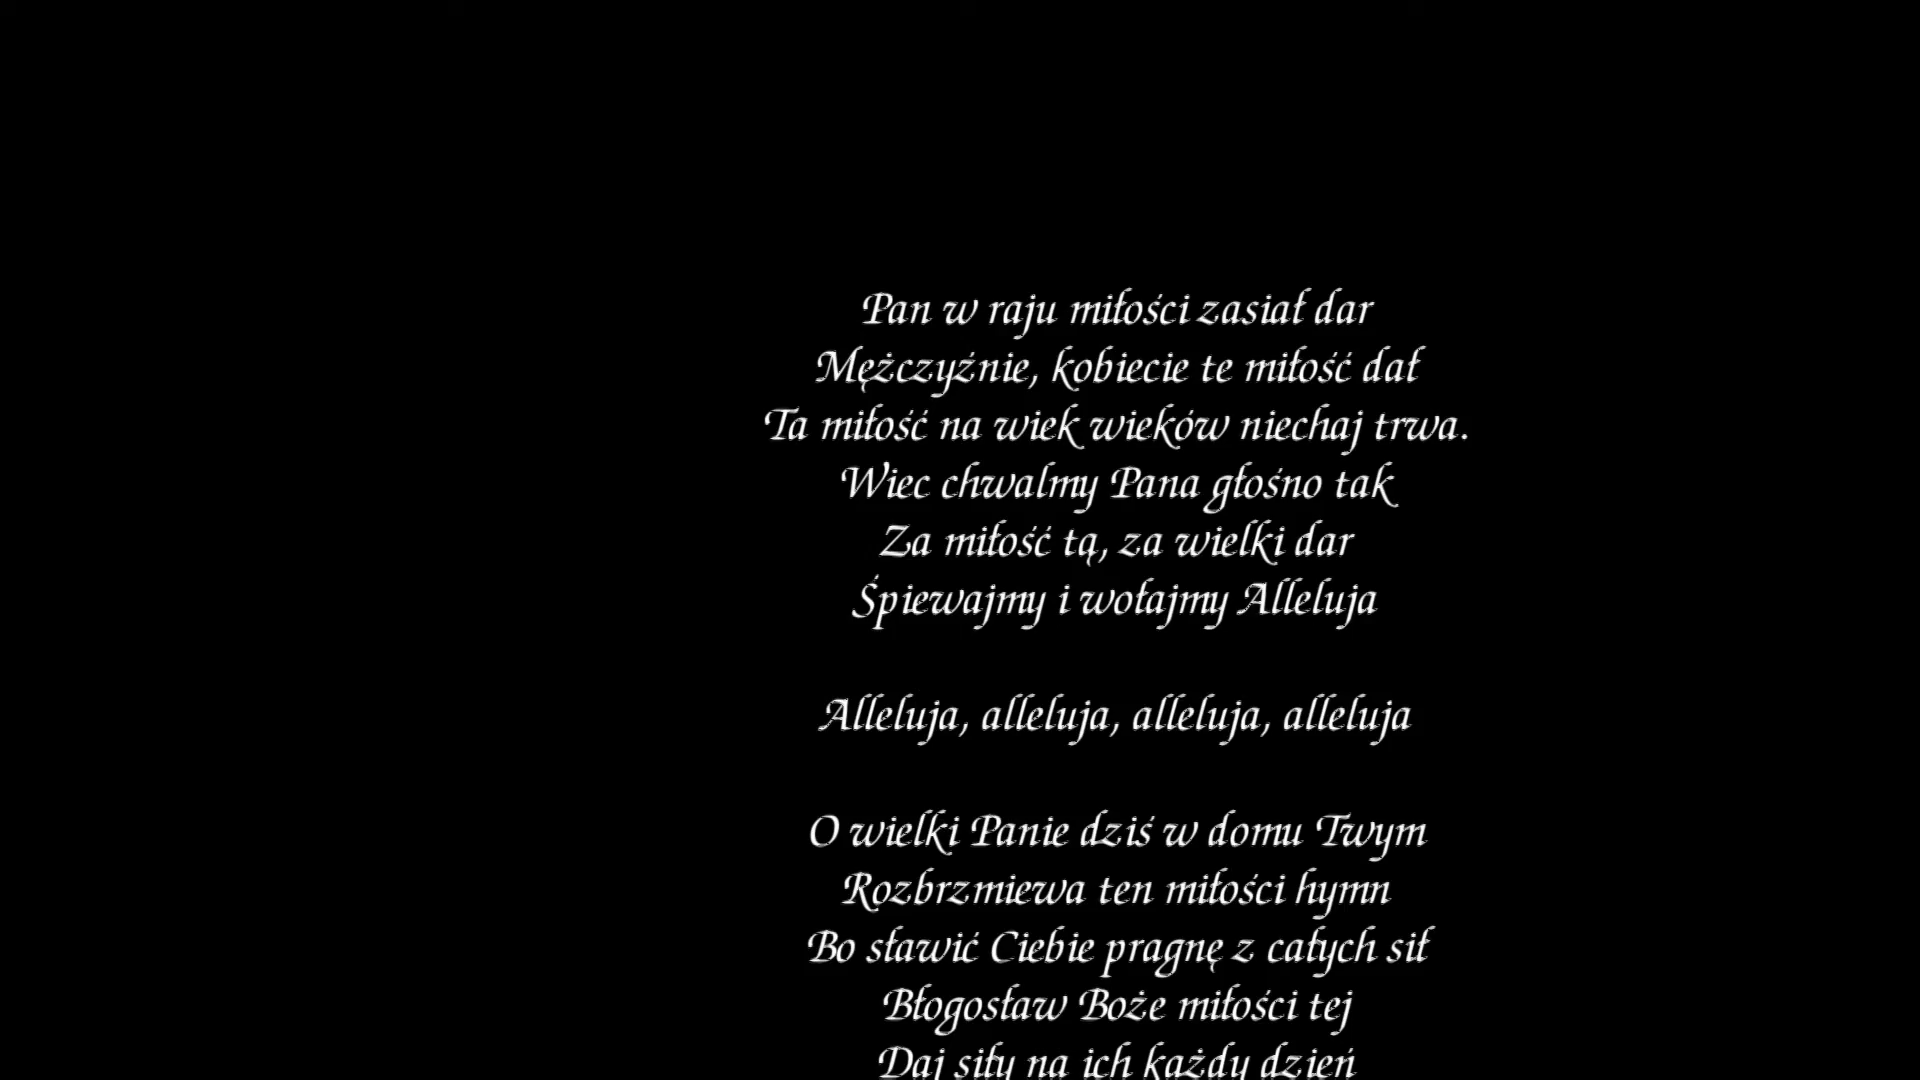 Pan w raju miłości zasiał dar
Mężczyźnie, kobiecie te miłość dał
Ta miłość na wiek wieków niechaj trwa.
Wiec chwalmy Pana głośno tak
Za miłość tą, za wielki dar
Śpiewajmy i wołajmy Alleluja
Alleluja, alleluja, alleluja, alleluja
O wielki Panie dziś w domu Twym
Rozbrzmiewa ten miłości hymn
Bo sławić Ciebie pragnę z całych sił
Błogosław Boże miłości tej
Daj siły na ich każdy dzień